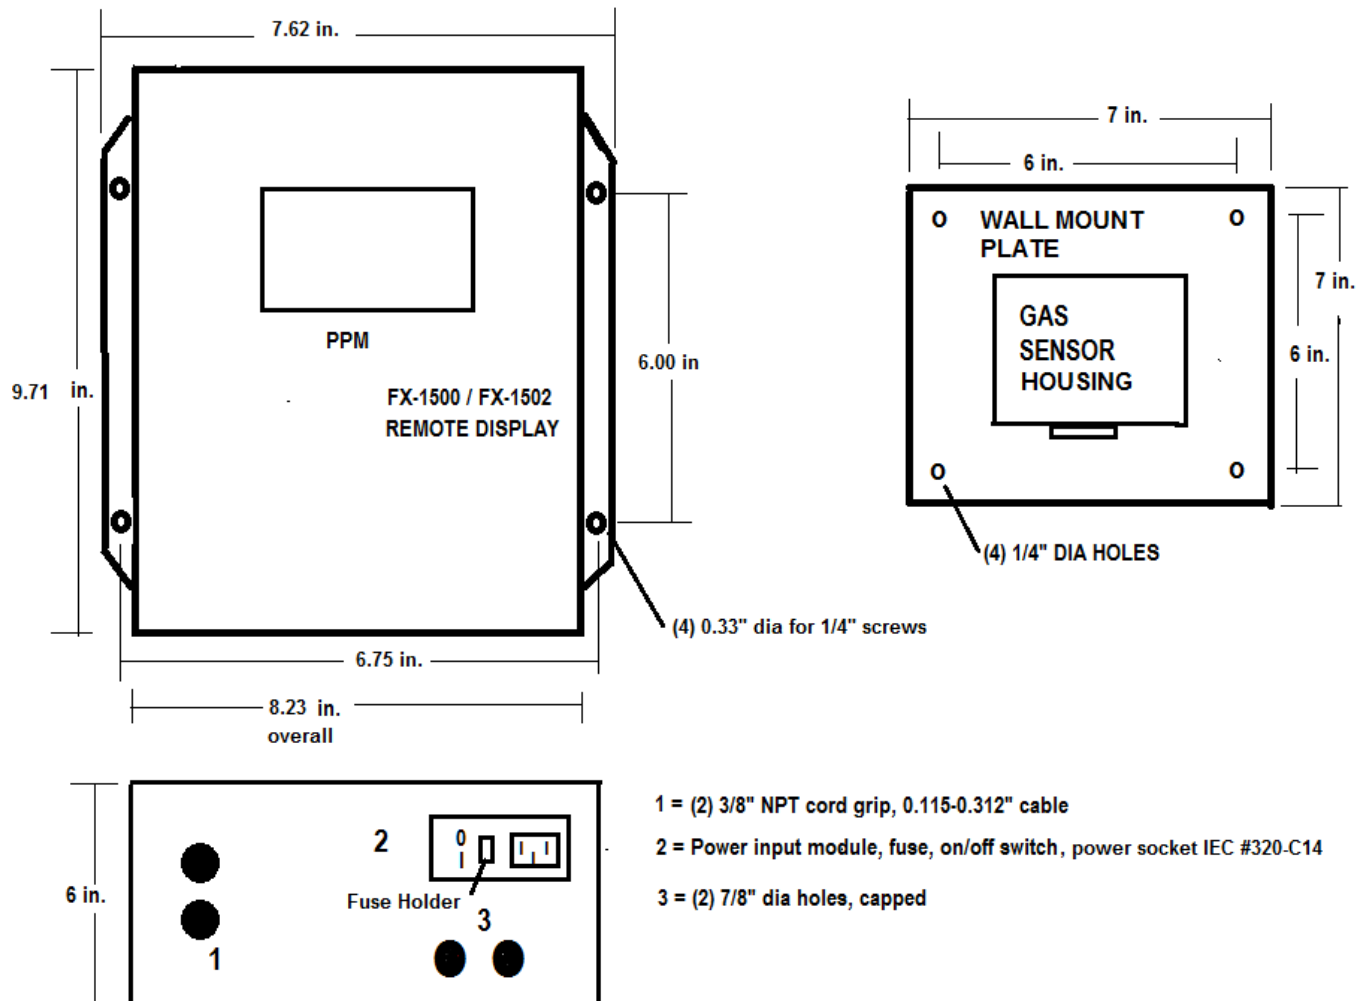 7.62 in.
9.71 in.
PPM
FX-1500 / FX-1502
REMOTE DISPLAY
6.00 in
(4) 0.33" dia for 1/4" screws
6.75 in.
8.23 in.
overall
7 in.
6 in.
WALL MOUNT
PLATE
GAS
SENSOR
HOUSING
7 in.
6 in.
(4) 1/4" DIA HOLES
6 in.
2
0
I
Fuse Holder
3
1
1 = (2) 3/8" NPT cord grip, 0.115-0.312" cable
2 = Power input module, fuse, on/off switch, power socket IEC #320-C14
3 = (2) 7/8" dia holes, capped